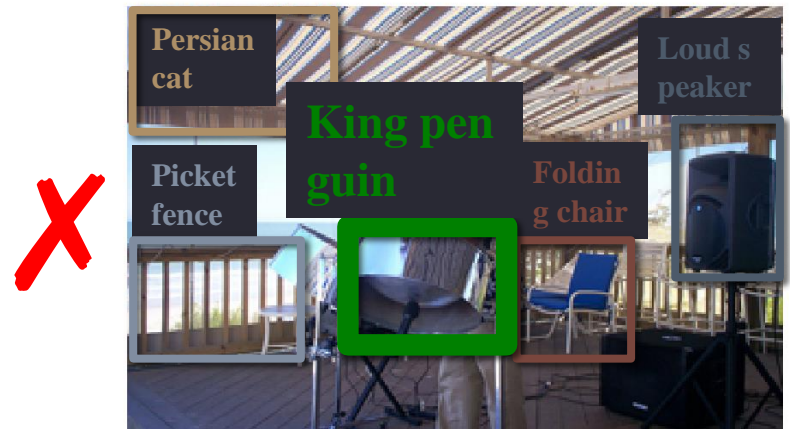 Persian
cat
Loud s
peaker
King pen
guin
Picket
fence
Foldin
g chair